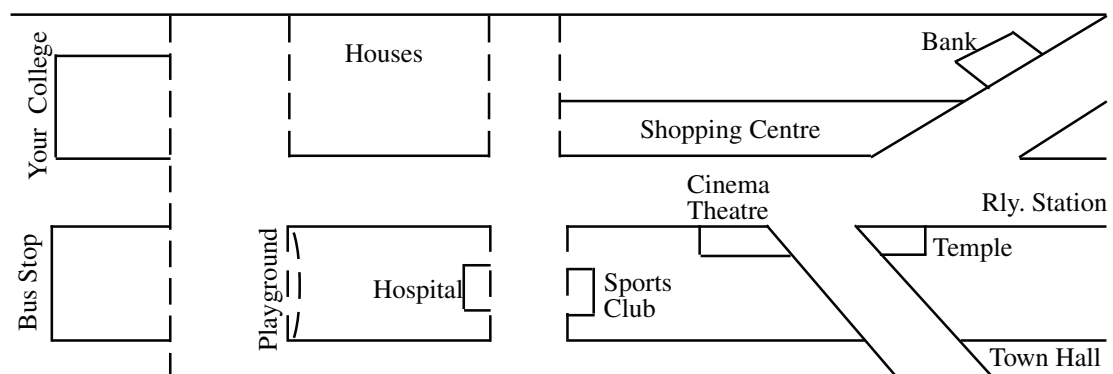 Your College
Houses
Bank
Shopping Centre
Cinema
Theatre
Rly. Station
Bus Stop
Playground
Hospital
Sports
Club
Temple
Town Hall